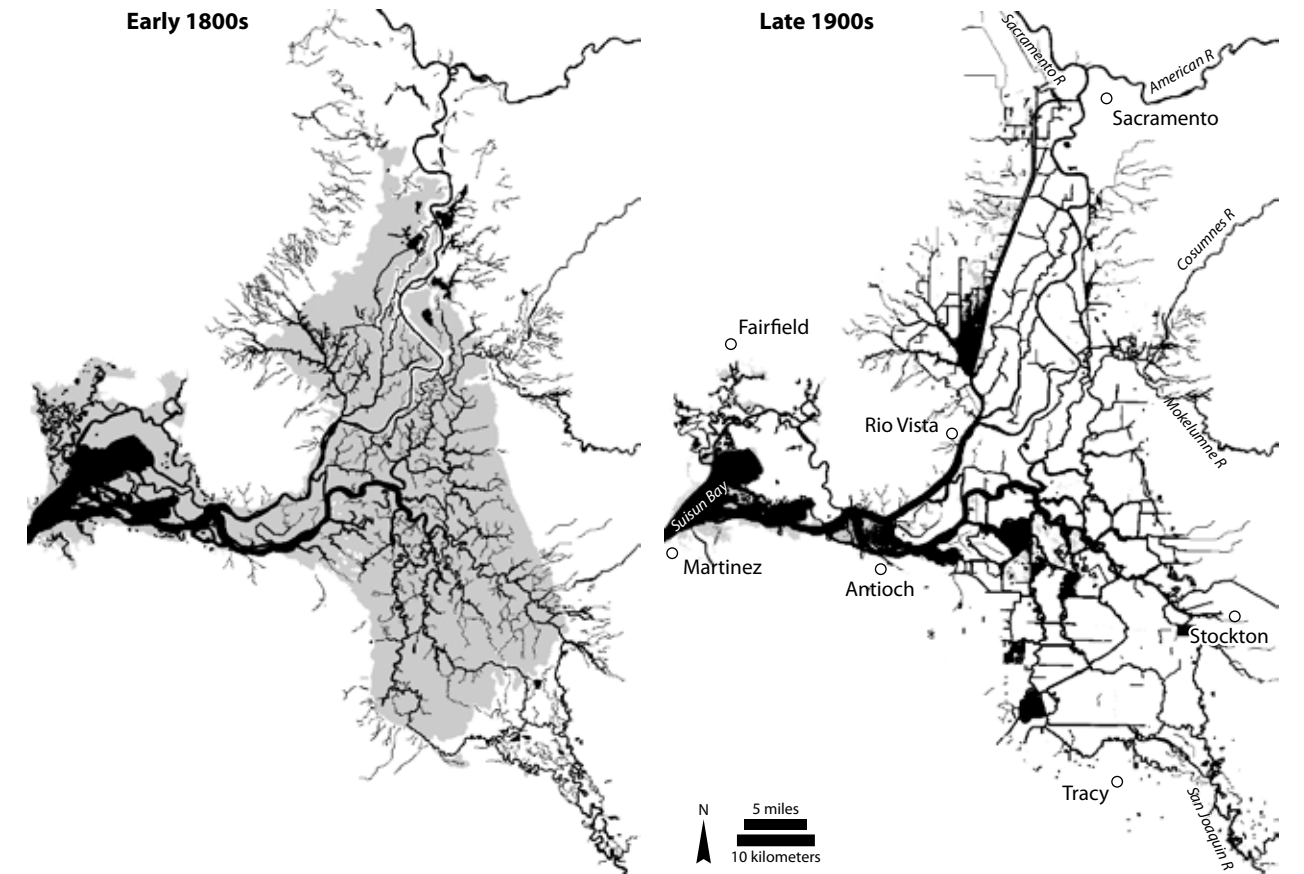 Early 1800s
Late 1900s
Sacramento R
American R
Sacramento
Cosumnes R
Fairfield
Rio Vista
Mokelumne R
Suisun Bay
Martinez
Antioch
Stockton
Tracy
San Joaquin R
N
5 miles
10 kilometers